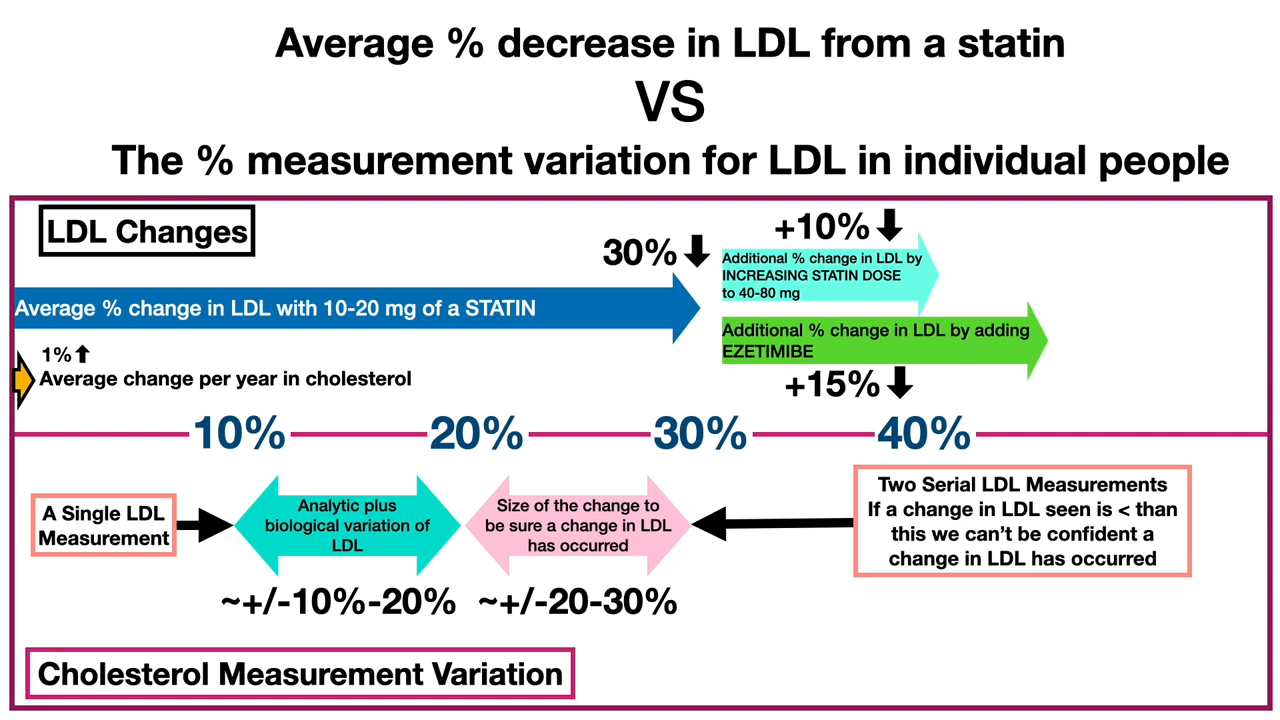 Average % decrease in LDL from a statin
VS
The % measurement variation for LDL in individual people
LDL Changes
30%
+10%
Additional % change in LDL by
INCREASING STATIN DOSE
to 40-80 mg
Average % change in LDL with 10-20 mg of a STATIN
Additional % change in LDL by adding
EZETIMIBE
1%
Average change per year in cholesterol
+15%
10%
20%
30%
40%
A Single LDL
Measurement
Analytic plus
biological variation of
LDL
Size of the change to
be sure a change in LDL
has occurred
Two Serial LDL Measurements
If a change in LDL seen is < than
this we can’t be confident a
change in LDL has occurred
~+/-10%-20%
~+/-20-30%
Cholesterol Measurement Variation